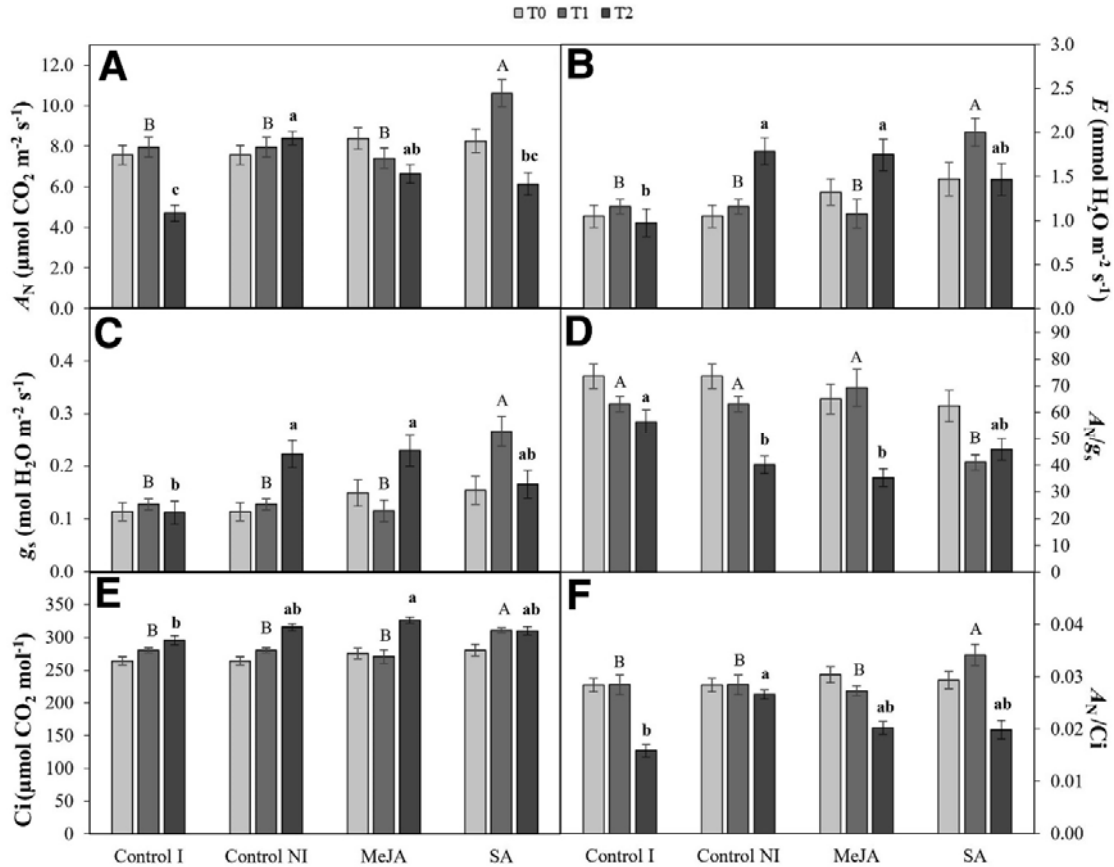 T0 T1 T2
A
12.0
10.0
8.0
6.0
4.0
2.0
0.0
A_N (µmol CO₂ m⁻² s⁻¹)
B
c
B
a
B
ab
A
bc
B
3.0
2.5
2.0
1.5
1.0
0.5
0.0
E (mmol H₂O m⁻² s⁻¹)
B
b
B
a
B
a
A
ab
C
0.4
0.3
0.2
0.1
0.0
g_s (mol H₂O m⁻² s⁻¹)
B
b
B
a
B
a
A
ab
D
90
80
70
60
50
40
30
20
10
0
A_N/g_s
A
a
A
b
A
b
B
ab
E
350
300
250
200
150
100
50
0
Ci (µmol CO₂ mol⁻¹)
B
b
B
ab
B
a
A
ab
F
0.04
0.03
0.02
0.01
0.00
A_N/Ci
B
b
B
a
B
ab
A
ab
Control I Control NI MeJA SA Control I Control NI MeJA SA